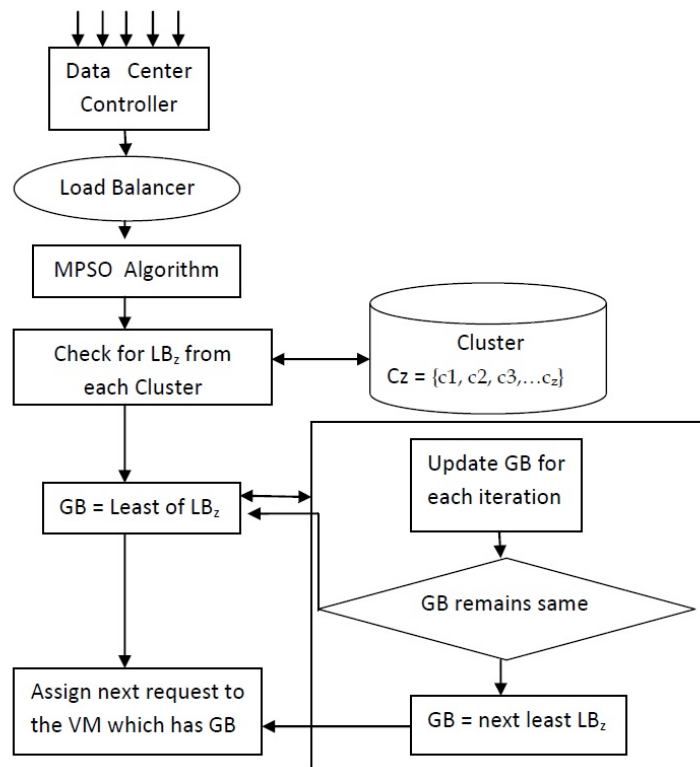 Data Center
Controller
Load Balancer
MPSO Algorithm
Check for LBz from
each Cluster
Cluster
Cz = {c1, c2, c3,...cz}
GB = Least of LBz
Update GB for
each iteration
GB remains same
Assign next request to
the VM which has GB
GB = next least LBz